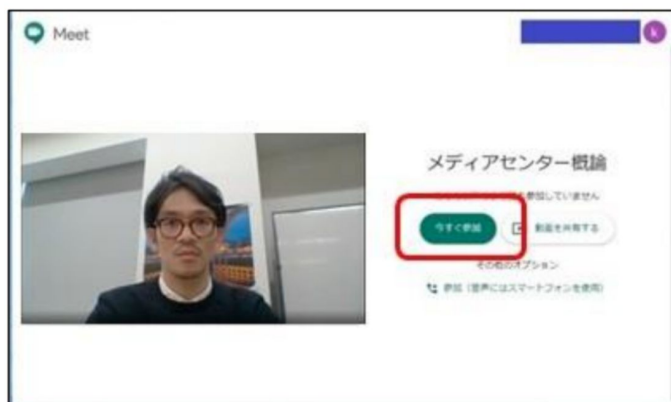 Meet
k
メディアセンター概論
参加していません
今すぐ参加
動画を共有する
その他のオプション
参加（音声にはスマートフォンを使用）